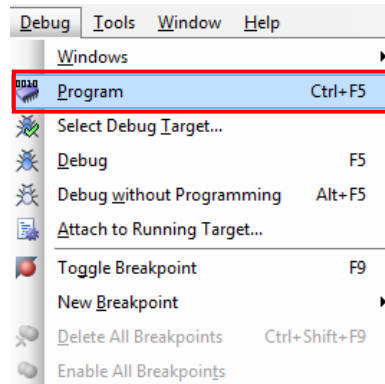 Debug Tools Window Help
Windows
0010
Program Ctrl+F5
Select Debug Target...
Debug F5
Debug without Programming Alt+F5
Attach to Running Target...
Toggle Breakpoint F9
New Breakpoint
Delete All Breakpoints Ctrl+Shift+F9
Enable All Breakpoints